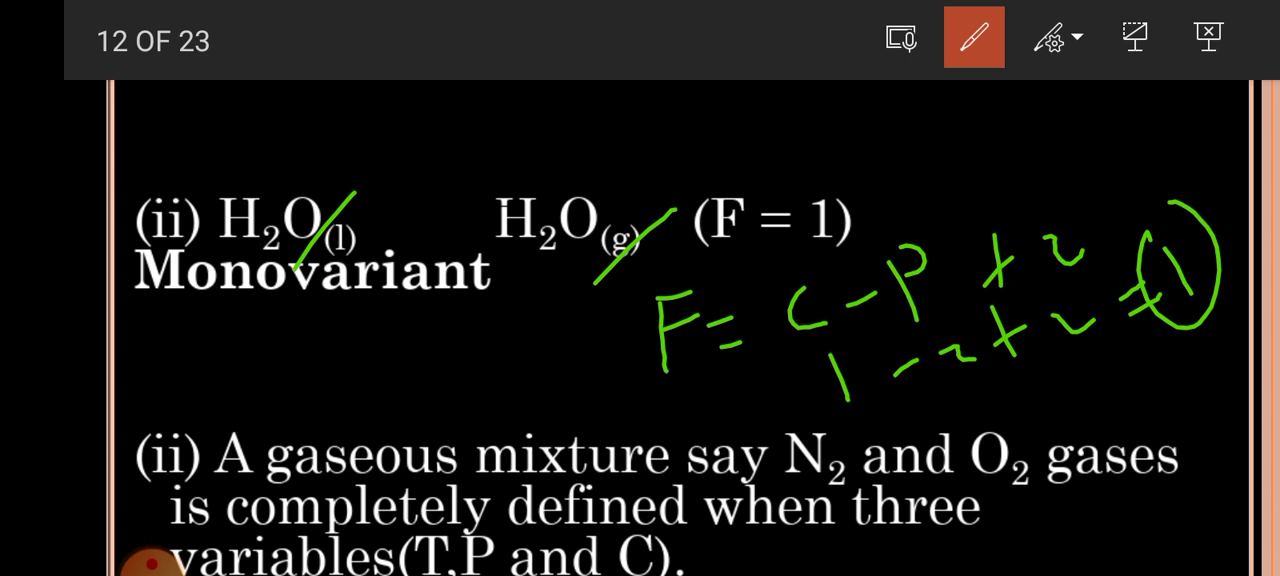 12 OF 23
(ii) H₂O(l) H₂O(g) (F = 1)
Monovariant
F = C - P + 2
1 - 2 + 2 = 1
(ii) A gaseous mixture say N₂ and O₂ gases
is completely defined when three
variables(T,P and C).